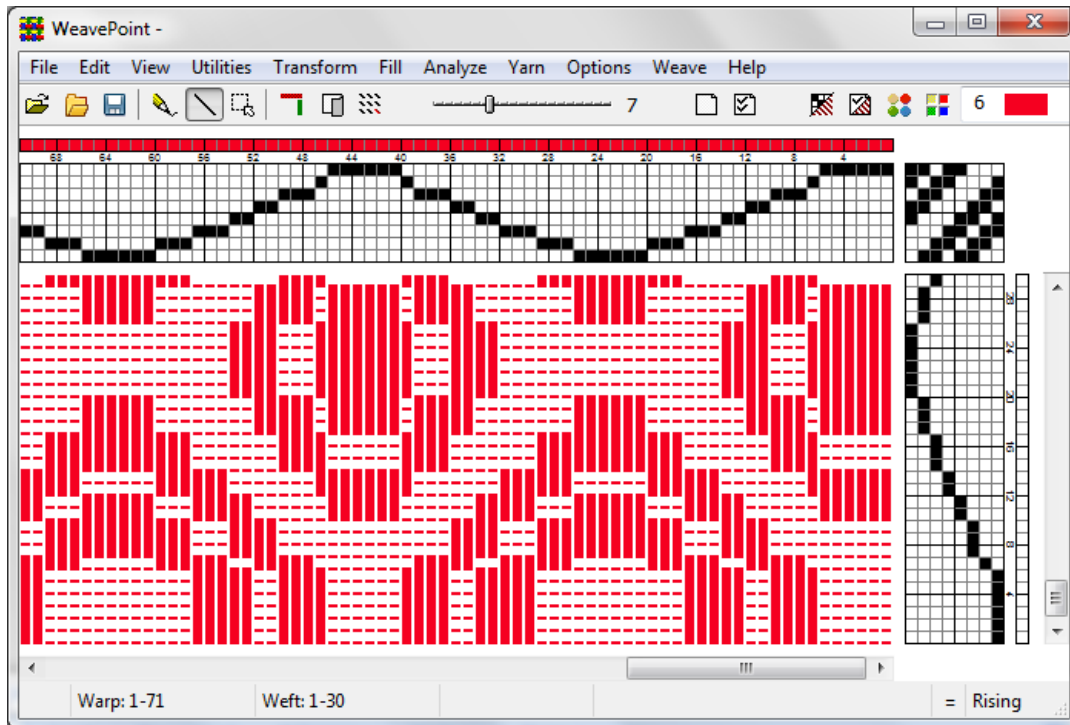 WeavePoint -
File Edit View Utilities Transform Fill Analyze Yarn Options Weave Help
7 6
68 64 60 56 52 48 44 40 36 32 28 24 20 16 12 8 4
28
24
20
16
12
8
4
Warp: 1-71 Weft: 1-30 = Rising